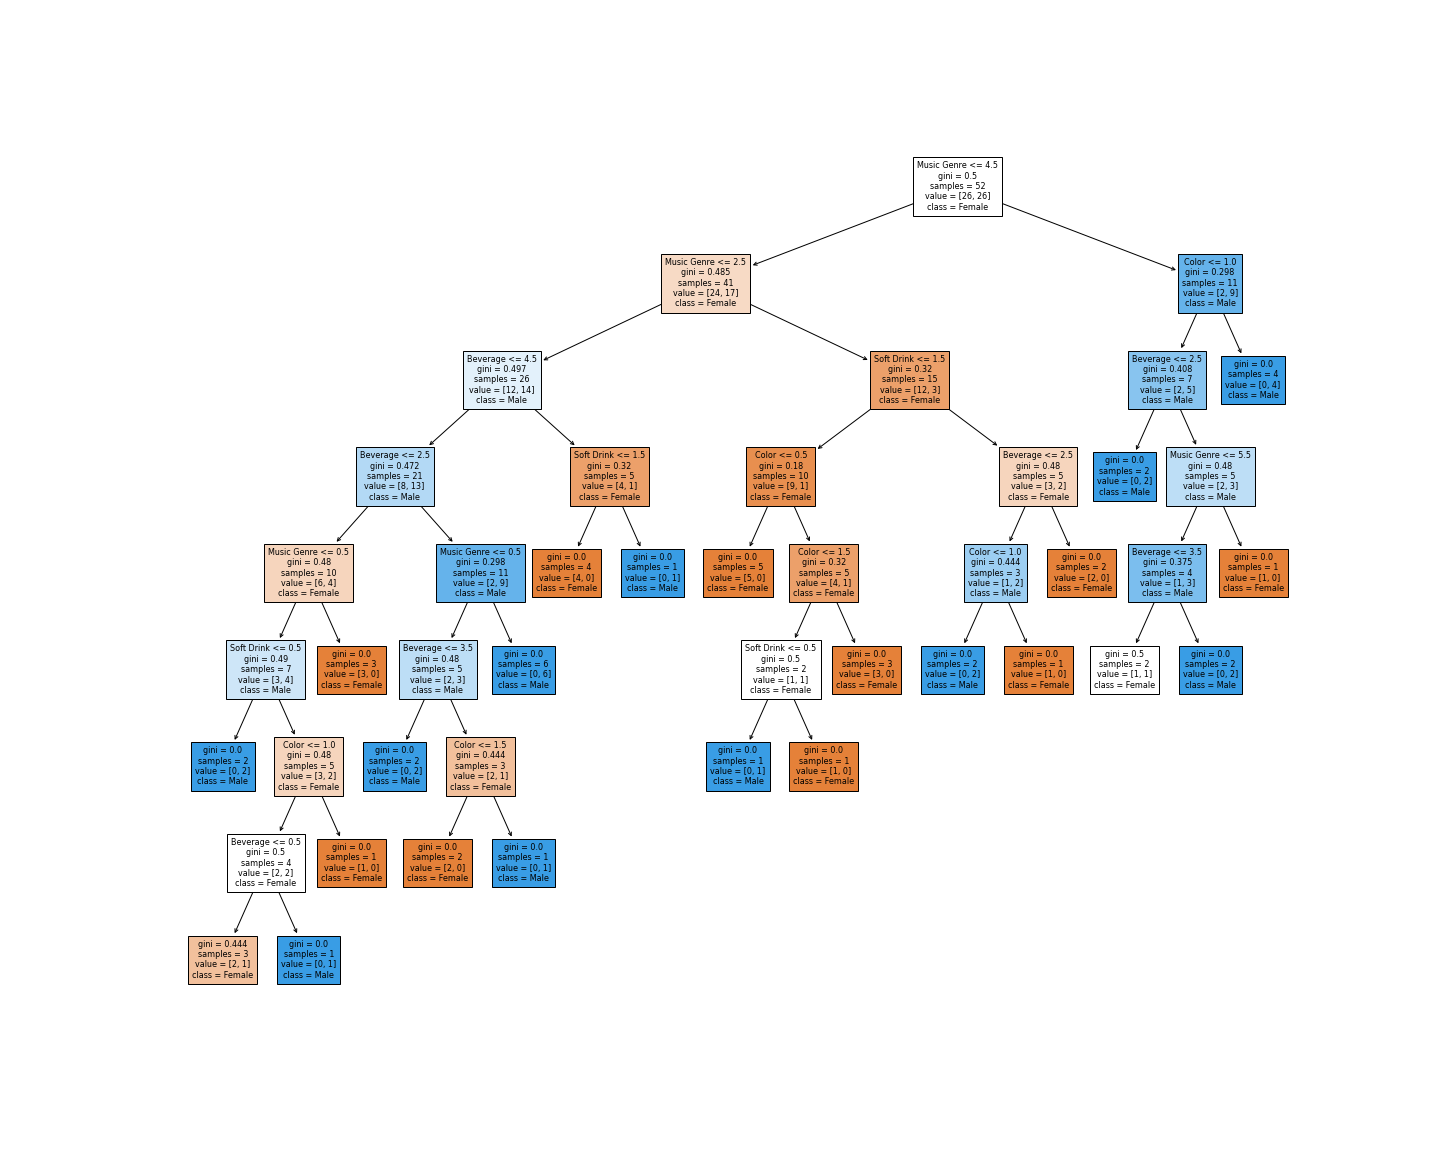 Music Genre <= 4.5
gini = 0.5
samples = 52
value = [26, 26]
class = Female
Music Genre <= 2.5
gini = 0.485
samples = 41
value = [24, 17]
class = Female
Color <= 1.0
gini = 0.298
samples = 11
value = [2, 9]
class = Male
Beverage <= 4.5
gini = 0.497
samples = 26
value = [12, 14]
class = Male
Soft Drink <= 1.5
gini = 0.32
samples = 15
value = [12, 3]
class = Female
Beverage <= 2.5
gini = 0.408
samples = 7
value = [2, 5]
class = Male
gini = 0.0
samples = 4
value = [0, 4]
class = Male
Beverage <= 2.5
gini = 0.472
samples = 21
value = [8, 13]
class = Male
Soft Drink <= 1.5
gini = 0.32
samples = 5
value = [4, 1]
class = Female
Color <= 0.5
gini = 0.18
samples = 10
value = [9, 1]
class = Female
Beverage <= 2.5
gini = 0.48
samples = 5
value = [3, 2]
class = Female
gini = 0.0
samples = 2
value = [0, 2]
class = Male
Music Genre <= 5.5
gini = 0.48
samples = 5
value = [2, 3]
class = Male
Music Genre <= 0.5
gini = 0.48
samples = 10
value = [6, 4]
class = Female
Music Genre <= 0.5
gini = 0.298
samples = 11
value = [2, 9]
class = Male
gini = 0.0
samples = 4
value = [4, 0]
class = Female
gini = 0.0
samples = 1
value = [0, 1]
class = Male
gini = 0.0
samples = 5
value = [5, 0]
class = Female
Color <= 1.5
gini = 0.32
samples = 5
value = [4, 1]
class = Female
Color <= 1.0
gini = 0.444
samples = 3
value = [1, 2]
class = Male
gini = 0.0
samples = 2
value = [2, 0]
class = Female
Beverage <= 3.5
gini = 0.375
samples = 4
value = [1, 3]
class = Male
gini = 0.0
samples = 1
value = [1, 0]
class = Female
Soft Drink <= 0.5
gini = 0.49
samples = 7
value = [3, 4]
class = Male
gini = 0.0
samples = 3
value = [3, 0]
class = Female
Beverage <= 3.5
gini = 0.48
samples = 5
value = [2, 3]
class = Male
gini = 0.0
samples = 6
value = [0, 6]
class = Male
Soft Drink <= 0.5
gini = 0.5
samples = 2
value = [1, 1]
class = Female
gini = 0.0
samples = 3
value = [3, 0]
class = Female
gini = 0.0
samples = 2
value = [0, 2]
class = Male
gini = 0.0
samples = 1
value = [1, 0]
class = Female
gini = 0.5
samples = 2
value = [1, 1]
class = Female
gini = 0.0
samples = 2
value = [0, 2]
class = Male
gini = 0.0
samples = 2
value = [0, 2]
class = Male
Color <= 1.0
gini = 0.48
samples = 5
value = [3, 2]
class = Female
gini = 0.0
samples = 2
value = [0, 2]
class = Male
Color <= 1.5
gini = 0.444
samples = 3
value = [2, 1]
class = Female
gini = 0.0
samples = 1
value = [0, 1]
class = Male
gini = 0.0
samples = 1
value = [1, 0]
class = Female
Beverage <= 0.5
gini = 0.5
samples = 4
value = [2, 2]
class = Female
gini = 0.0
samples = 1
value = [1, 0]
class = Female
gini = 0.0
samples = 2
value = [2, 0]
class = Female
gini = 0.0
samples = 1
value = [0, 1]
class = Male
gini = 0.444
samples = 3
value = [2, 1]
class = Female
gini = 0.0
samples = 1
value = [0, 1]
class = Male